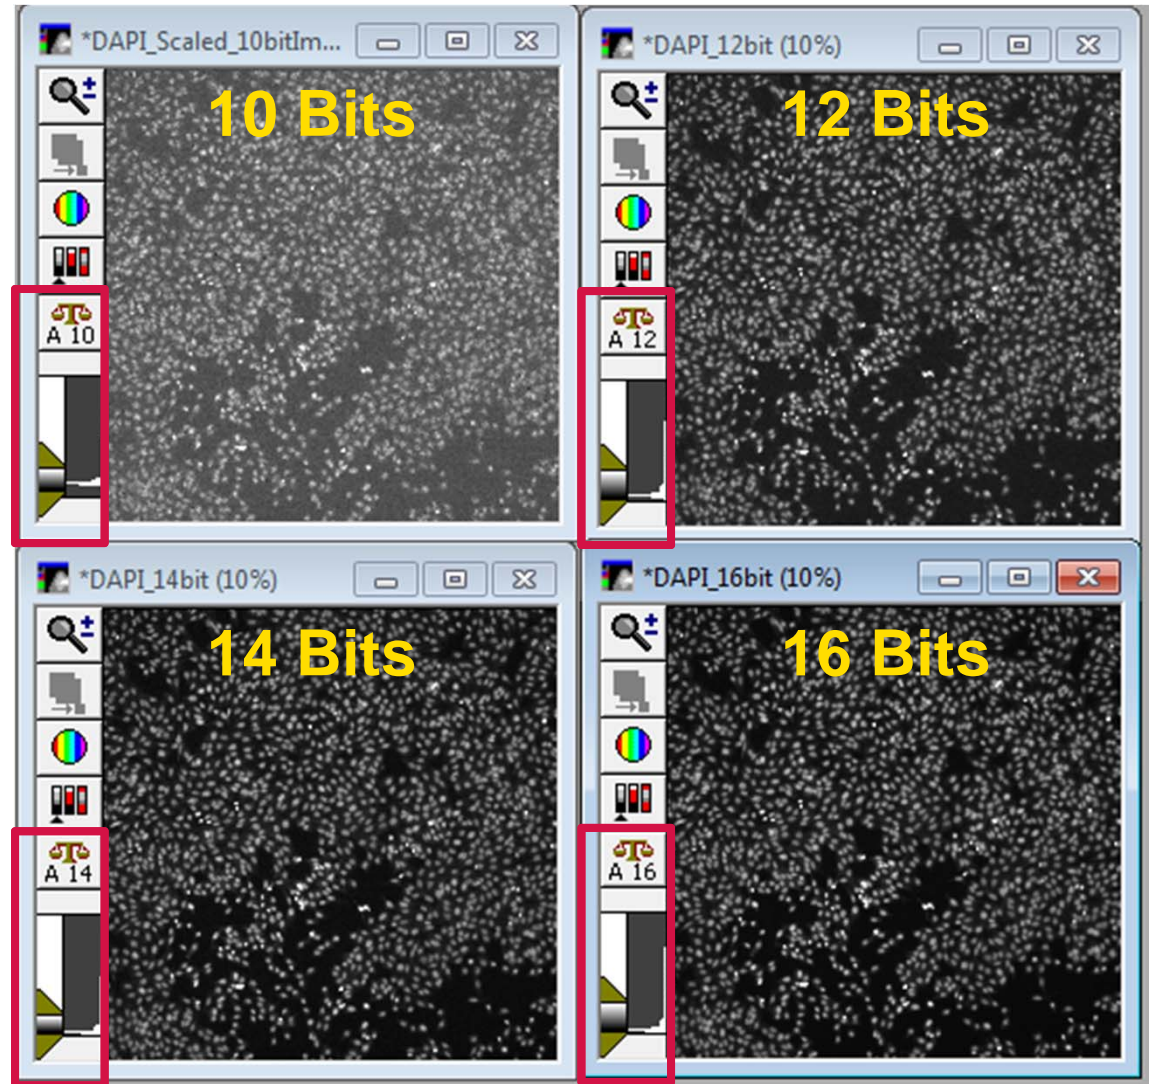 *DAPI_Scaled_10bitIm...
10 Bits
A 10
*DAPI_12bit (10%)
12 Bits
A 12
*DAPI_14bit (10%)
14 Bits
A 14
*DAPI_16bit (10%)
16 Bits
A 16